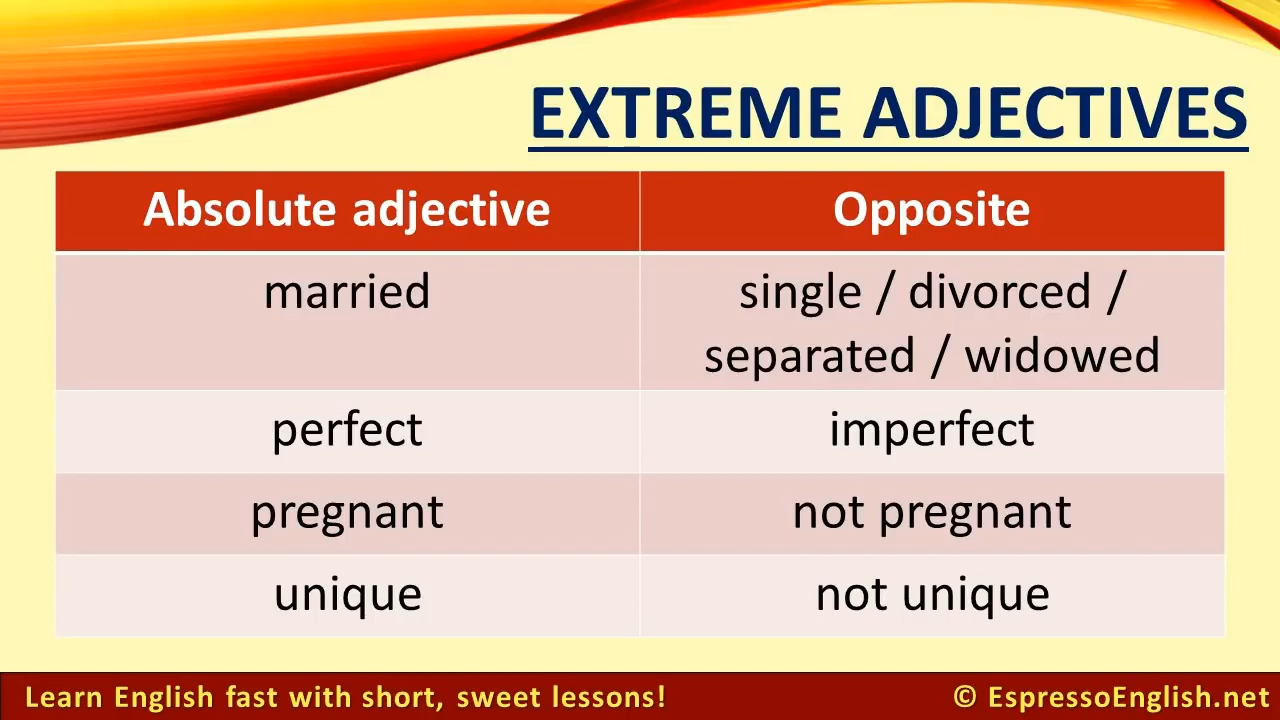 EXTREME ADJECTIVES
Absolute adjective
Opposite
married
single / divorced /
separated / widowed
perfect
imperfect
pregnant
not pregnant
unique
not unique
Learn English fast with short, sweet lessons!
© EspressoEnglish.net